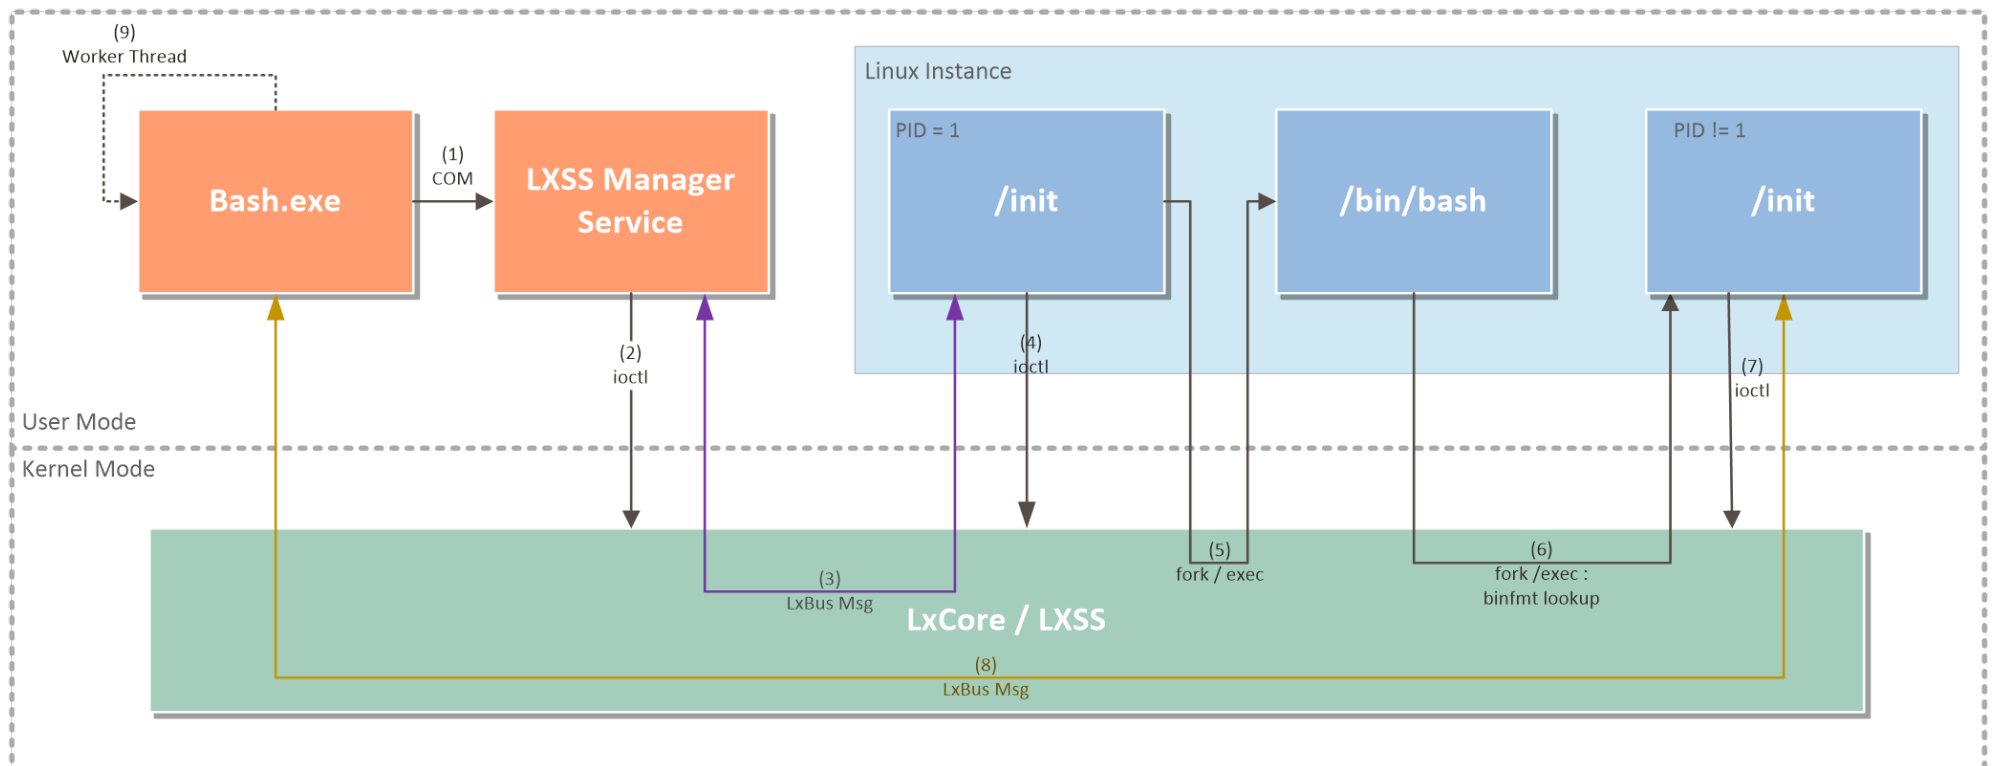 (9)
Worker Thread
Linux Instance
PID = 1
PID != 1
(1)
COM
Bash.exe
LXSS Manager
Service
/init
/bin/bash
/init
(2)
ioctl
(4)
ioctl
(7)
ioctl
User Mode
Kernel Mode
(5)
fork / exec
(6)
fork /exec :
binfmt lookup
(3)
LxBus Msg
LxCore / LXSS
(8)
LxBus Msg